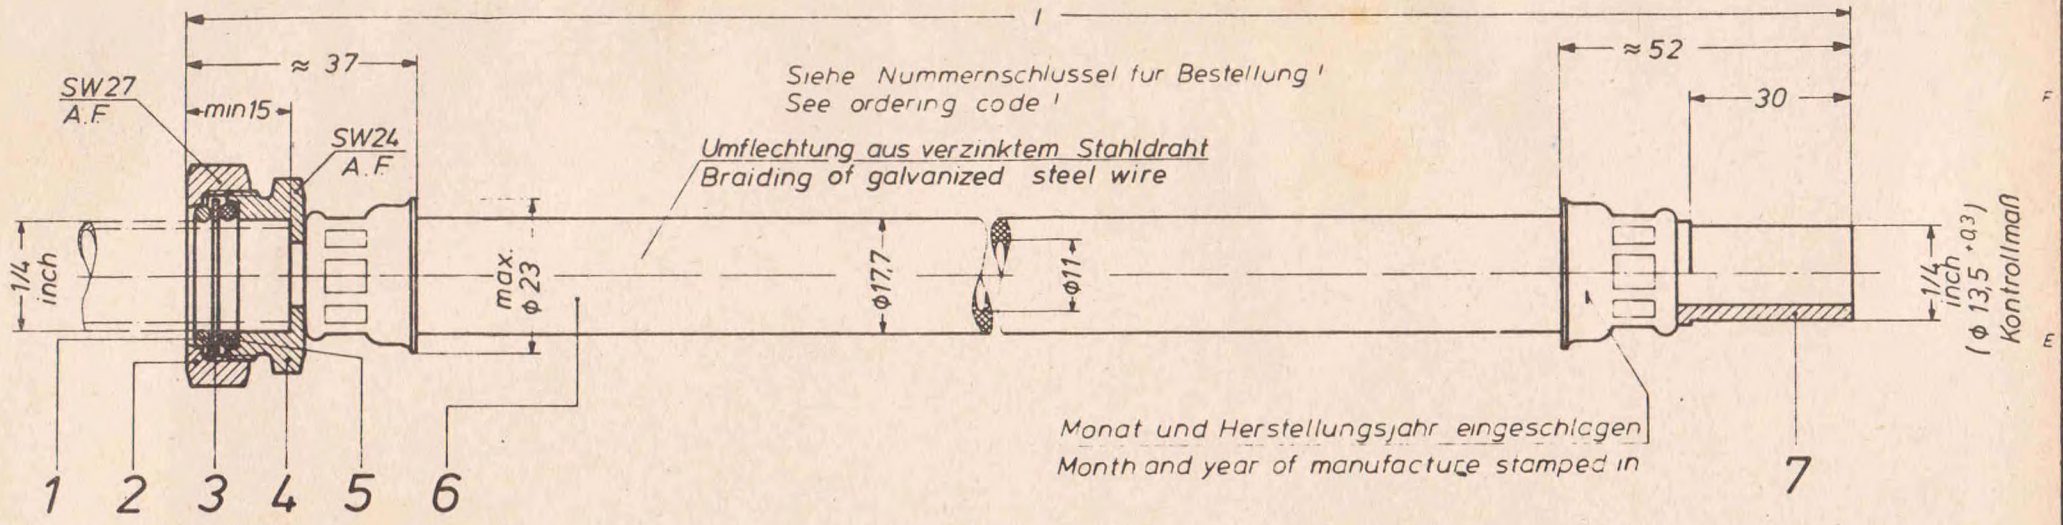 l
≈ 37
≈ 52
Siehe Nummernschlussel fur Bestellung !
See ordering code !
SW27
A.F.
min15
30
F
SW24
A.F
Umflechtung aus verzinktem Stahldraht
Braiding of galvanized steel wire
1/4
inch
max.
φ 23
φ17,7
φ11
1/4
inch
(φ 13,5 +0,3)
Kontrollmaß
E
Monat und Herstellungsjahr eingeschlagen
Month and year of manufacture stamped in
1 2 3 4 5 6 7